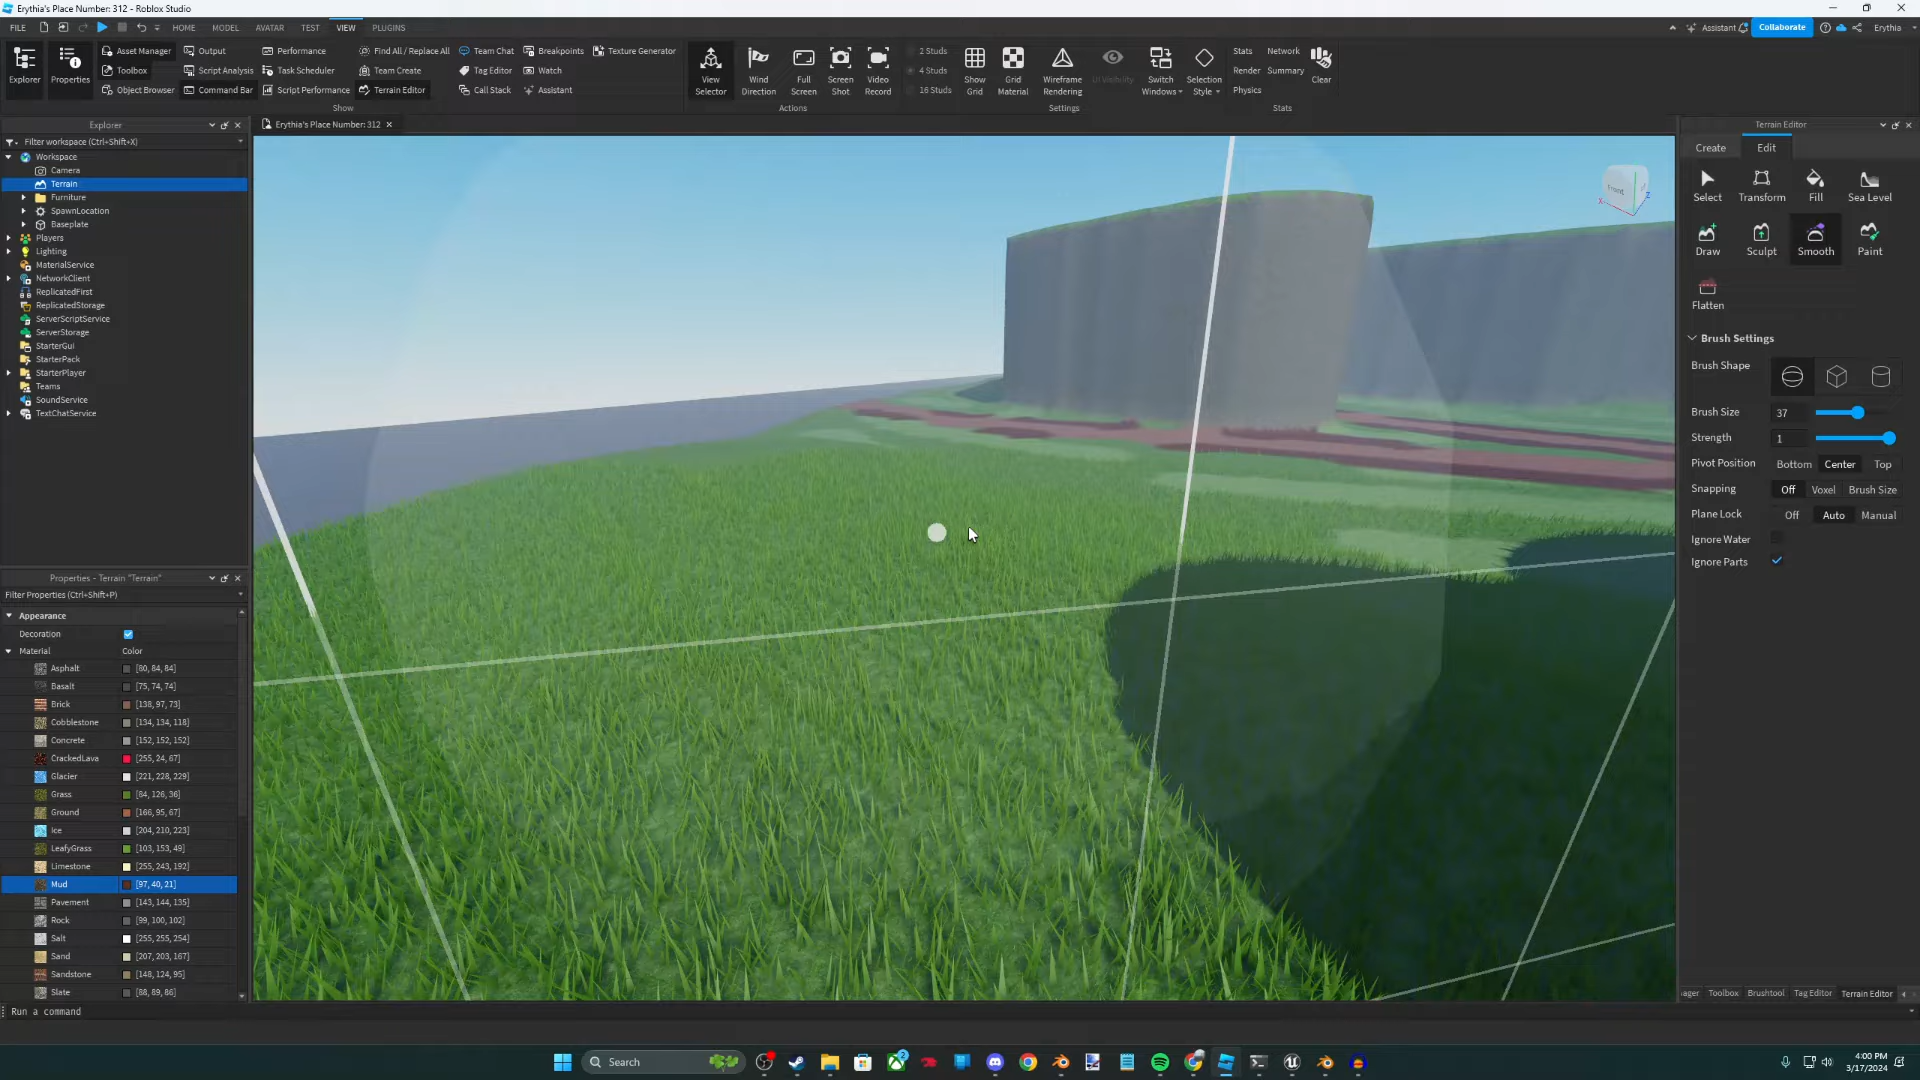 Erythia's Place Number: 312 - Roblox Studio
FILE HOME MODEL AVATAR TEST VIEW PLUGINS Assistant Collaborate Erythia
Asset Manager Output Performance Find All / Replace All Team Chat Breakpoints Texture Generator
Toolbox Script Analysis Task Scheduler Team Create Tag Editor Watch
Object Browser Command Bar Script Performance Terrain Editor Call Stack Assistant
Explorer Properties
View Selector
Wind Direction
Full Screen
Screen Shot
Video Record
2 Studs
4 Studs
16 Studs
Show Grid
Grid Material
Wireframe Rendering
UI Visibility
Switch Windows
Selection Style
Stats Network
Render Summary
Physics
Clear
Show Actions Settings Stats
Explorer
Erythia's Place Number: 312
Filter workspace (Ctrl+Shift+X)
Workspace
Camera
Terrain
Furniture
SpawnLocation
Baseplate
Players
Lighting
MaterialService
NetworkClient
ReplicatedFirst
ReplicatedStorage
ServerScriptService
ServerStorage
StarterGui
StarterPack
StarterPlayer
Teams
SoundService
TextChatService
Properties - Terrain "Terrain"
Filter Properties (Ctrl+Shift+P)
Appearance
Decoration
Material Color
Asphalt [80, 84, 84]
Basalt [75, 74, 74]
Brick [138, 97, 73]
Cobblestone [134, 134, 118]
Concrete [152, 152, 152]
CrackedLava [255, 24, 67]
Glacier [221, 228, 229]
Grass [84, 126, 36]
Ground [166, 95, 67]
Ice [204, 210, 223]
LeafyGrass [103, 153, 49]
Limestone [255, 243, 192]
Mud [97, 40, 21]
Pavement [143, 144, 135]
Rock [99, 100, 102]
Salt [255, 255, 254]
Sand [207, 203, 167]
Sandstone [148, 124, 95]
Slate [88, 89, 86]
Front
X
Z
Terrain Editor
Create Edit
Select Transform Fill Sea Level
Draw Sculpt Smooth Paint
Flatten
Brush Settings
Brush Shape
Brush Size 37
Strength 1
Pivot Position Bottom Center Top
Snapping Off Voxel Brush Size
Plane Lock Off Auto Manual
Ignore Water
Ignore Parts
ager Toolbox Brushtool Tag Editor Terrain Editor
Run a command
Search
2
4:00 PM
3/17/2024